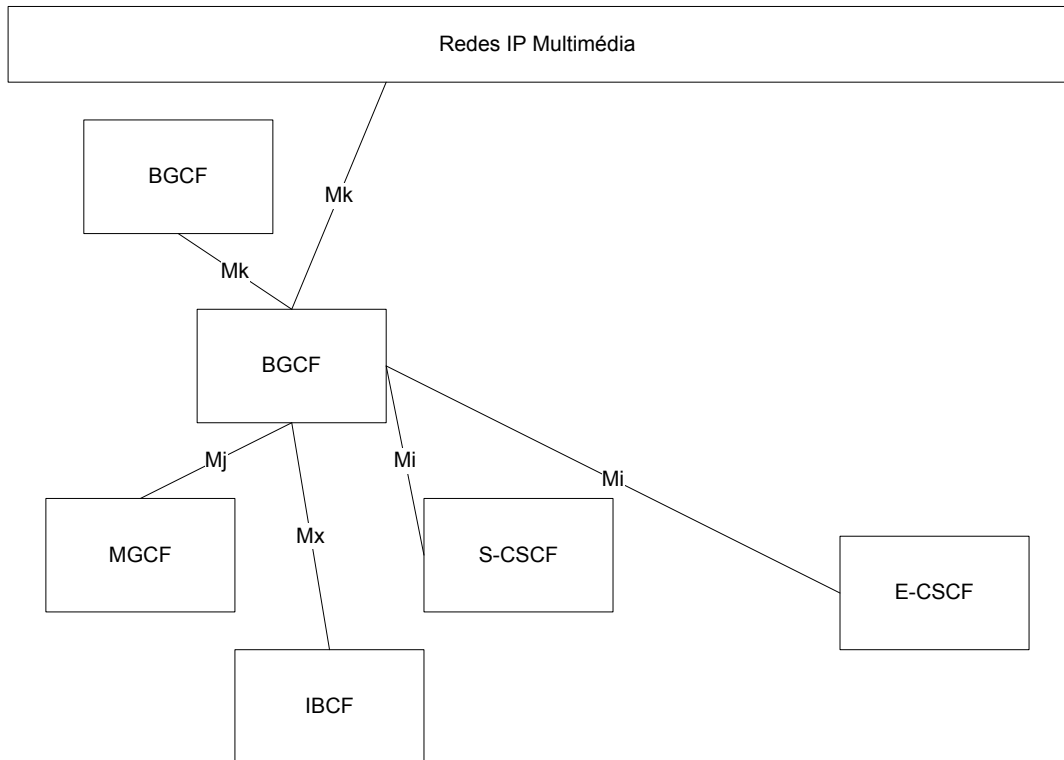 Redes IP Multimédia
BGCF
Mk
Mk
BGCF
Mj
Mi
Mi
Mx
MGCF
S-CSCF
E-CSCF
IBCF